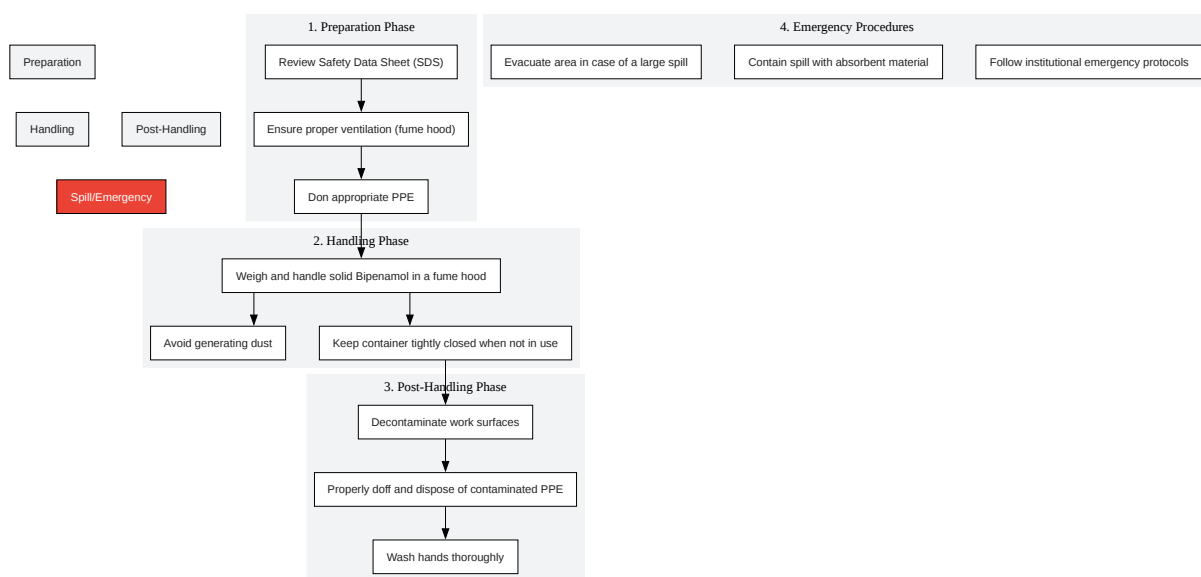 1. Preparation Phase
4. Emergency Procedures
Preparation
Review Safety Data Sheet (SDS)
Evacuate area in case of a large spill
Contain spill with absorbent material
Follow institutional emergency protocols
Handling
Post-Handling
Ensure proper ventilation (fume hood)
Spill/Emergency
Don appropriate PPE
2. Handling Phase
Weigh and handle solid Bipenamol in a fume hood
Avoid generating dust
Keep container tightly closed when not in use
3. Post-Handling Phase
Decontaminate work surfaces
Properly doff and dispose of contaminated PPE
Wash hands thoroughly